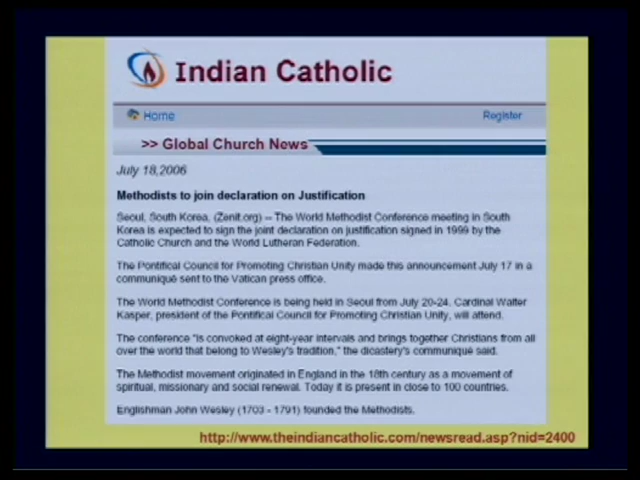 Indian Catholic
Home
Register
>> Global Church News
July 18,2006
Methodists to join declaration on Justification
Seoul, South Korea, (Zenit.org) – The World Methodist Conference meeting in South
Korea is expected to sign the joint declaration on justification signed in 1999 by the
Catholic Church and the World Lutheran Federation.
The Pontifical Council for Promoting Christian Unity made this announcement July 17 in a
communiqué sent to the Vatican press office.
The World Methodist Conference is being held in Seoul from July 20-24. Cardinal Walter
Kasper, president of the Pontifical Council for Promoting Christian Unity, will attend.
The conference "is convoked at eight-year intervals and brings together Christians from all
over the world that belong to Wesley's tradition," the dicastery's communiqué said.
The Methodist movement originated in England in the 18th century as a movement of
spiritual, missionary and social renewal. Today it is present in close to 100 countries.
Englishman John Wesley (1703 - 1791) founded the Methodists.
http://www.theindiancatholic.com/newsread.asp?nid=2400